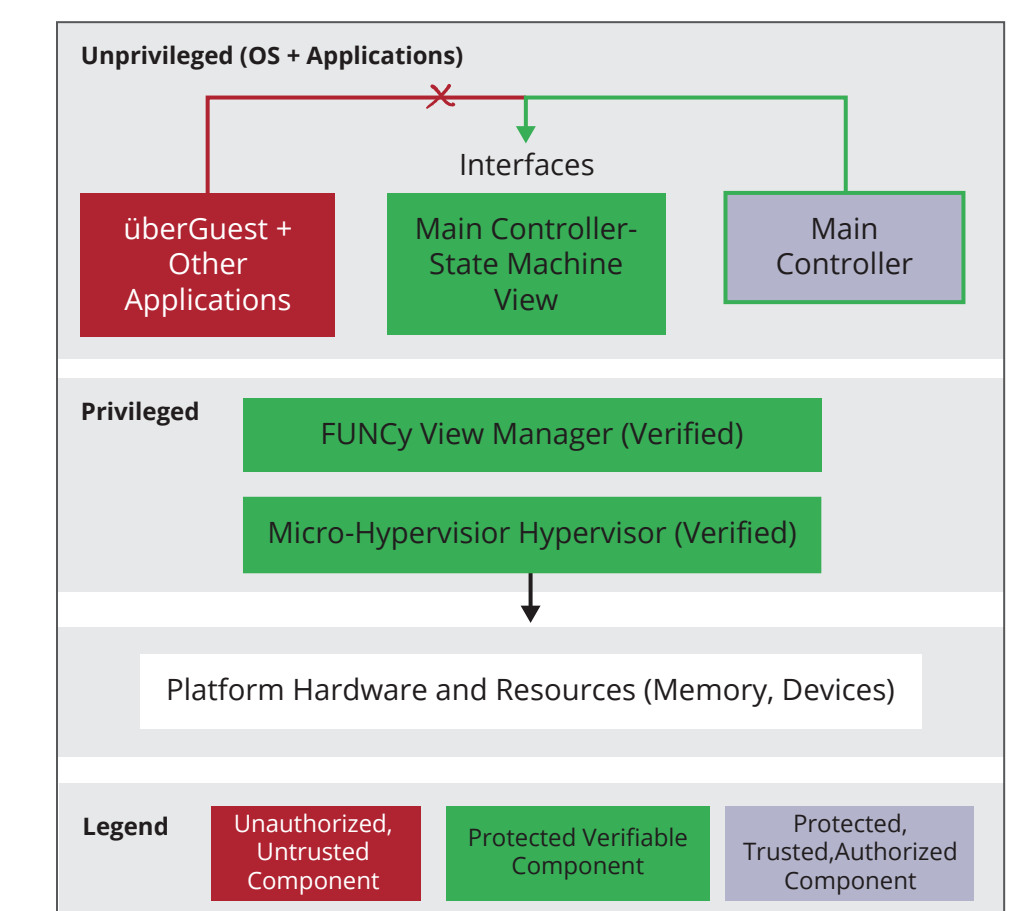 Unprivileged (OS + Applications)
Interfaces
überGuest +
Other
Applications
Main Controller-
State Machine
View
Main
Controller
Privileged
FUNCy View Manager (Verified)
Micro-Hypervisior Hypervisor (Verified)
Platform Hardware and Resources (Memory, Devices)
Legend
Unauthorized,
Untrusted
Component
Protected Verifiable
Component
Protected,
Trusted,Authorized
Component